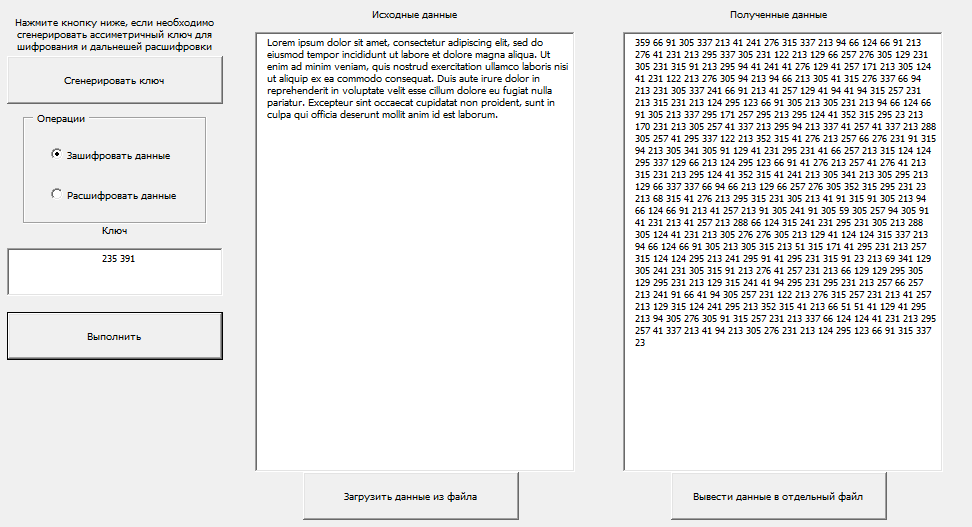 Нажмите кнопку ниже, если необходимо
сгенерировать ассиметричный ключ для
шифрования и дальнейшей расшифровки
Сгенерировать ключ
Операции
Зашифровать данные
Расшифровать данные
Ключ
235 391
Выполнить
Исходные данные
Lorem ipsum dolor sit amet, consectetur adipiscing elit, sed do
eiusmod tempor incididunt ut labore et dolore magna aliqua. Ut
enim ad minim veniam, quis nostrud exercitation ullamco laboris nisi
ut aliquip ex ea commodo consequat. Duis aute irure dolor in
reprehenderit in voluptate velit esse cillum dolore eu fugiat nulla
pariatur. Excepteur sint occaecat cupidatat non proident, sunt in
culpa qui officia deserunt mollit anim id est laborum.
Загрузить данные из файла
Полученные данные
359 66 91 305 337 213 41 241 276 315 337 213 94 66 124 66 91 213
276 41 231 213 295 337 305 231 122 213 129 66 257 276 305 129 231
305 231 315 91 213 295 94 41 241 41 276 129 41 257 171 213 305 124
41 231 122 213 276 305 94 213 94 66 213 305 41 315 276 337 66 94
213 231 305 337 241 66 91 213 41 257 129 41 94 41 94 315 257 231
213 315 231 213 124 295 123 66 91 305 213 305 231 213 94 66 124 66
91 305 213 337 295 171 257 295 213 295 124 41 352 315 295 23 213
170 231 213 305 257 41 337 213 295 94 213 337 41 257 41 337 213 288
305 257 41 295 337 122 213 352 315 41 276 213 257 66 276 231 91 315
94 213 305 341 305 91 129 41 231 295 231 41 66 257 213 315 124 124
295 337 129 66 213 124 295 123 66 91 41 276 213 257 41 276 41 213
315 231 213 295 124 41 352 315 41 241 213 305 341 213 305 295 213
129 66 337 337 66 94 66 213 129 66 257 276 305 352 315 295 231 23
213 68 315 41 276 213 295 315 231 305 213 41 91 315 91 305 213 94
66 124 66 91 213 41 257 213 91 305 241 91 305 59 305 257 94 305 91
41 231 213 41 257 213 288 66 124 315 241 231 295 231 305 213 288
305 124 41 231 213 305 276 276 305 213 129 41 124 124 315 337 213
94 66 124 66 91 305 213 305 315 213 51 315 171 41 295 231 213 257
315 124 124 295 213 241 295 91 41 295 231 315 91 23 213 69 341 129
305 241 231 305 315 91 213 276 41 257 231 213 66 129 129 295 305
129 295 231 213 129 315 241 41 94 295 231 295 231 213 257 66 257
213 241 91 66 41 94 305 257 231 122 213 276 315 257 231 213 41 257
213 129 315 124 241 295 213 352 315 41 213 66 51 51 41 129 41 295
213 94 305 276 305 91 315 257 231 213 337 66 124 124 41 231 213 295
257 41 337 213 41 94 213 305 276 231 213 124 295 123 66 91 315 337
23
Вывести данные в отдельный файл